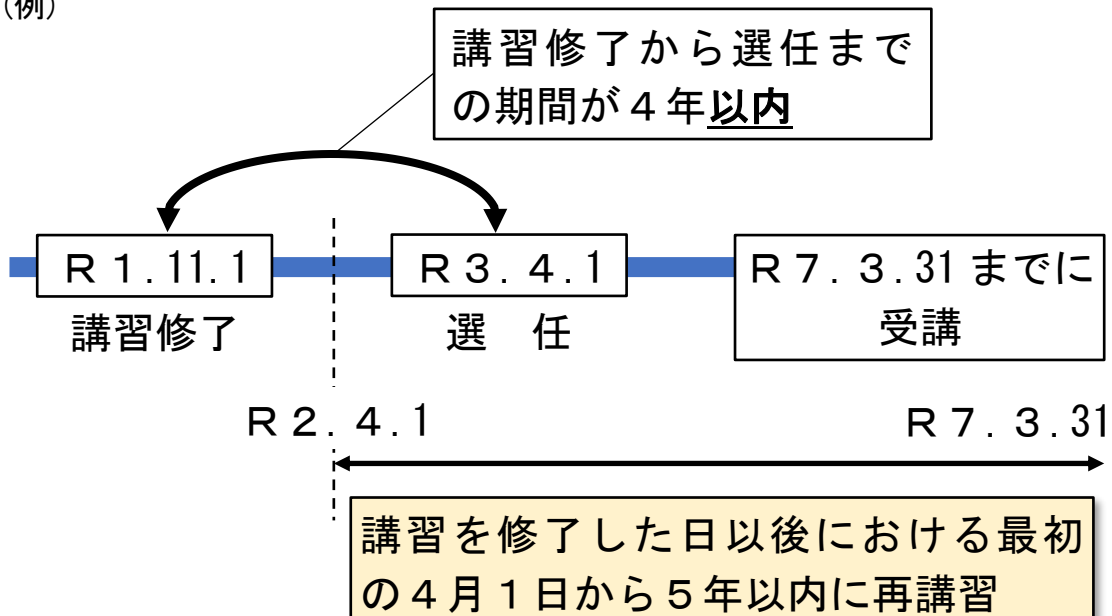 (例)
講習修了から選任まで
の期間が４年以内
Ｒ１.11.1
Ｒ３.４.1
Ｒ７.３.31までに
受講
講習修了
選　任
Ｒ２.４.1
Ｒ７.３.31
講習を修了した日以後における最初
の４月１日から５年以内に再講習